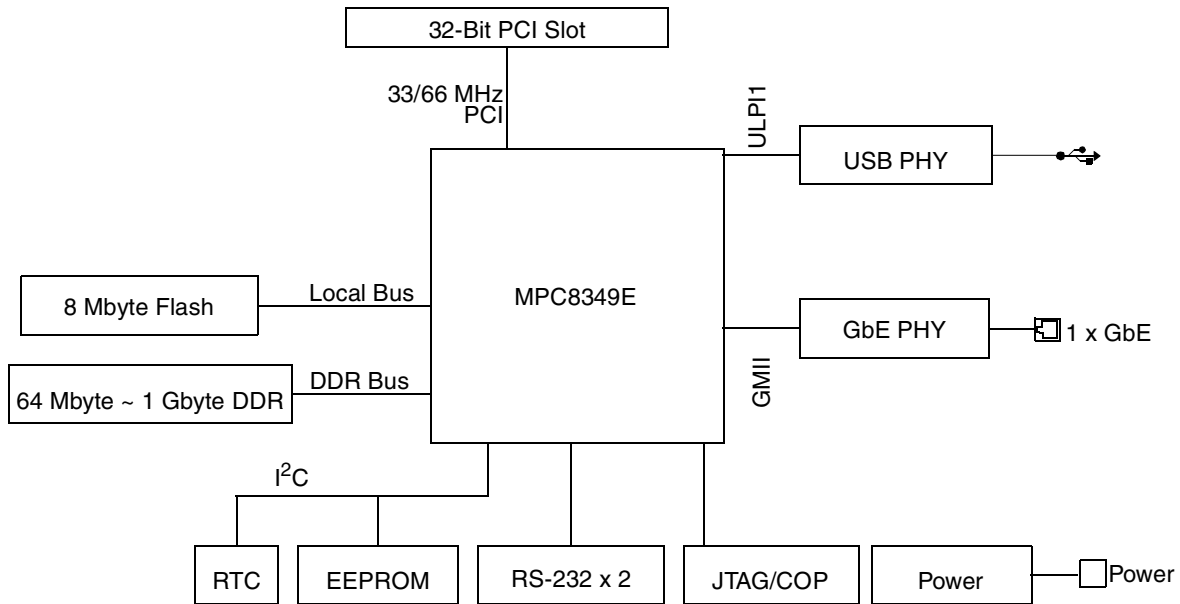 32-Bit PCI Slot
33/66 MHz
PCI
ULPI1
USB PHY
8 Mbyte Flash
Local Bus
MPC8349E
GbE PHY
1 x GbE
64 Mbyte ~ 1 Gbyte DDR
DDR Bus
GMII
I²C
RTC
EEPROM
RS-232 x 2
JTAG/COP
Power
Power